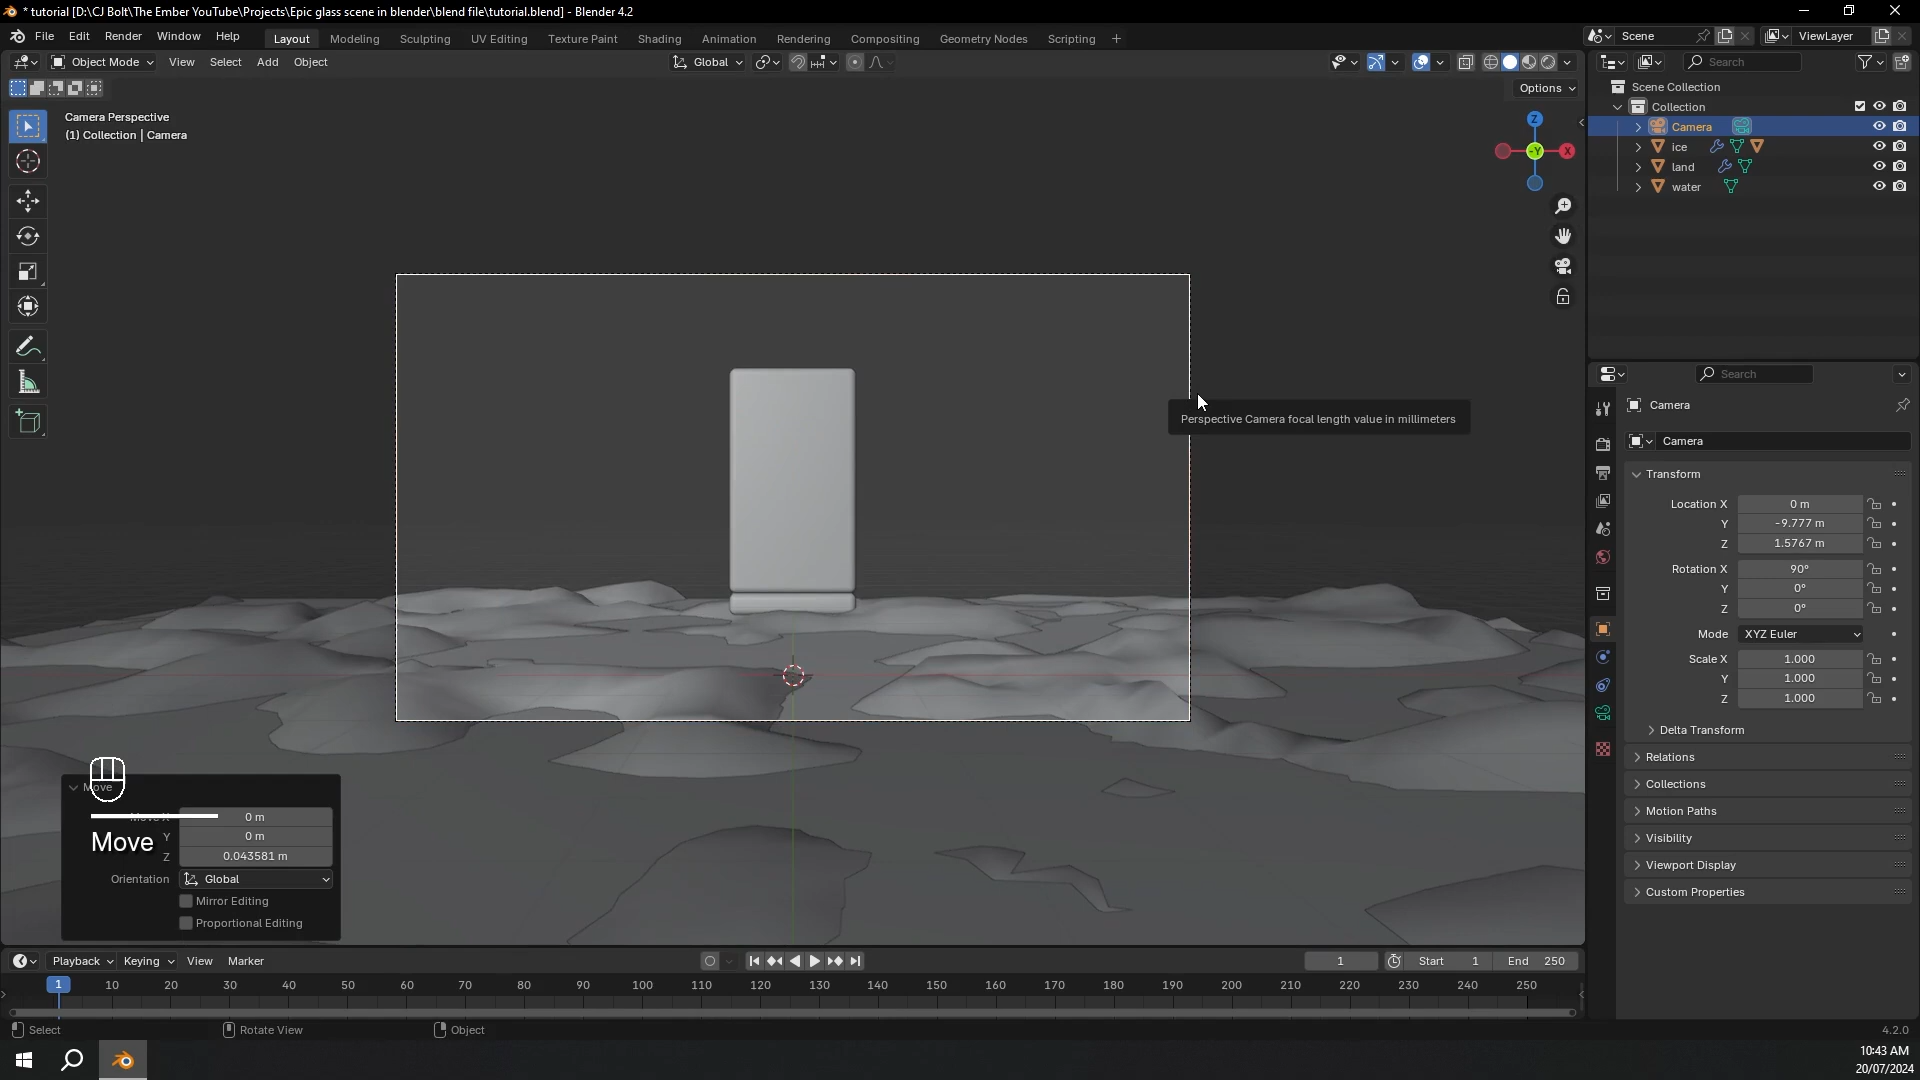 * tutorial [D:\CJ Bolt\The Ember YouTube\Projects\Epic glass scene in blender\blend file\tutorial.blend] - Blender 4.2
File Edit Render Window Help
Layout Modeling Sculpting UV Editing Texture Paint Shading Animation Rendering Compositing Geometry Nodes Scripting +
Scene
ViewLayer
Object Mode View Select Add Object
Global
Search
Options
Scene Collection
Collection
Camera
ice
land
water
Camera Perspective
(1) Collection | Camera
Z
-Y
X
Perspective Camera focal length value in millimeters
Search
Camera
Camera
Transform
Location X 0 m
Y -9.777 m
Z 1.5767 m
Rotation X 90°
Y 0°
Z 0°
Mode XYZ Euler
Scale X 1.000
Y 1.000
Z 1.000
Delta Transform
Relations
Collections
Motion Paths
Visibility
Viewport Display
Custom Properties
Move
Move X 0 m
Y 0 m
Z 0.043581 m
Move
Orientation Global
Mirror Editing
Proportional Editing
Playback Keying View Marker
1 Start 1 End 250
1 10 20 30 40 50 60 70 80 90 100 110 120 130 140 150 160 170 180 190 200 210 220 230 240 250
Select Rotate View Object
4.2.0
10:43 AM
20/07/2024